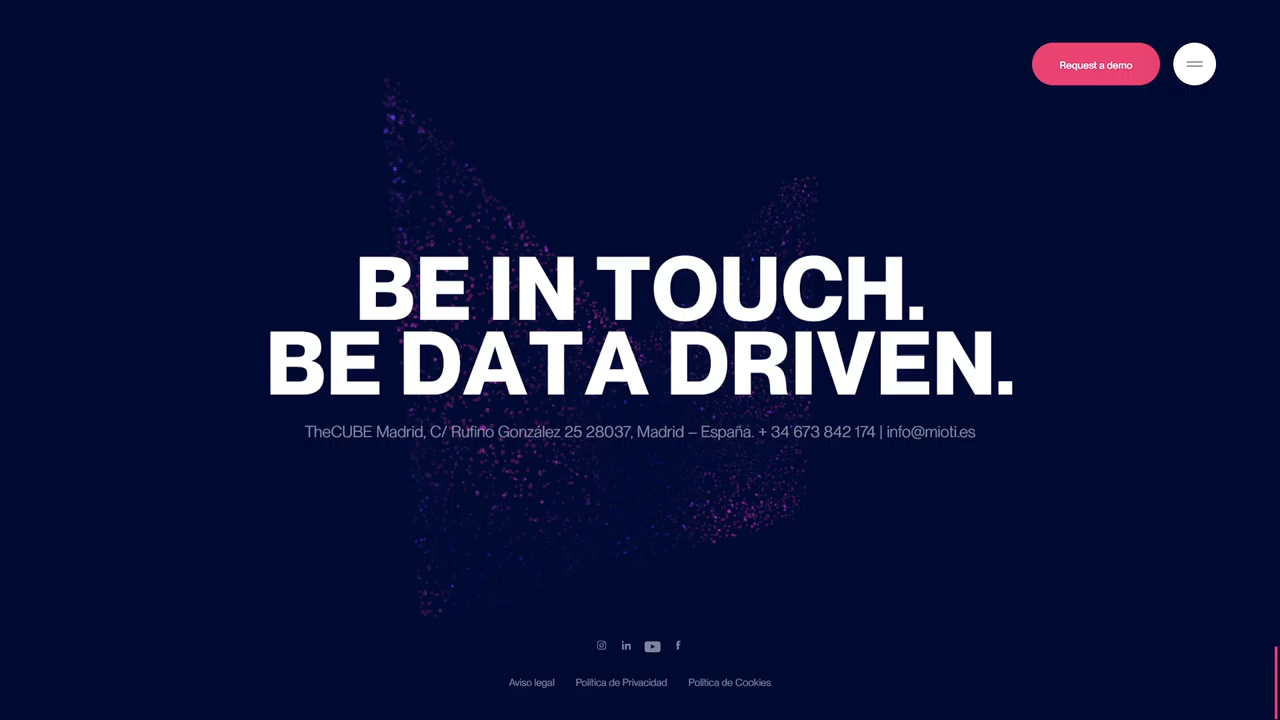 Request a demo
BE IN TOUCH.
BE DATA DRIVEN.
TheCUBE Madrid, C/ Rufino González 25 28037, Madrid – España. + 34 673 842 174 | info@mioti.es
in
f
Aviso legal Política de Privacidad Política de Cookies